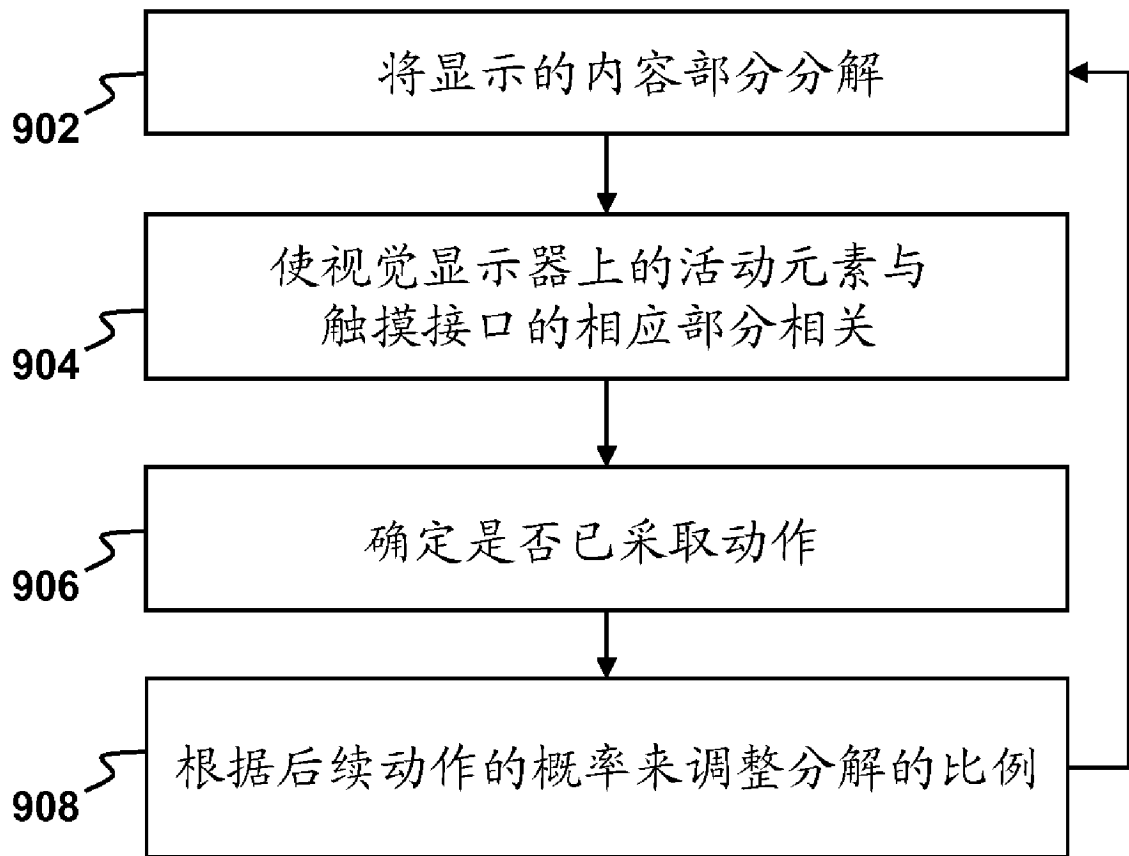 将显示的内容部分分解
902
使视觉显示器上的活动元素与
触摸接口的相应部分相关
904
确定是否已采取动作
906
根据后续动作的概率来调整分解的比例
908